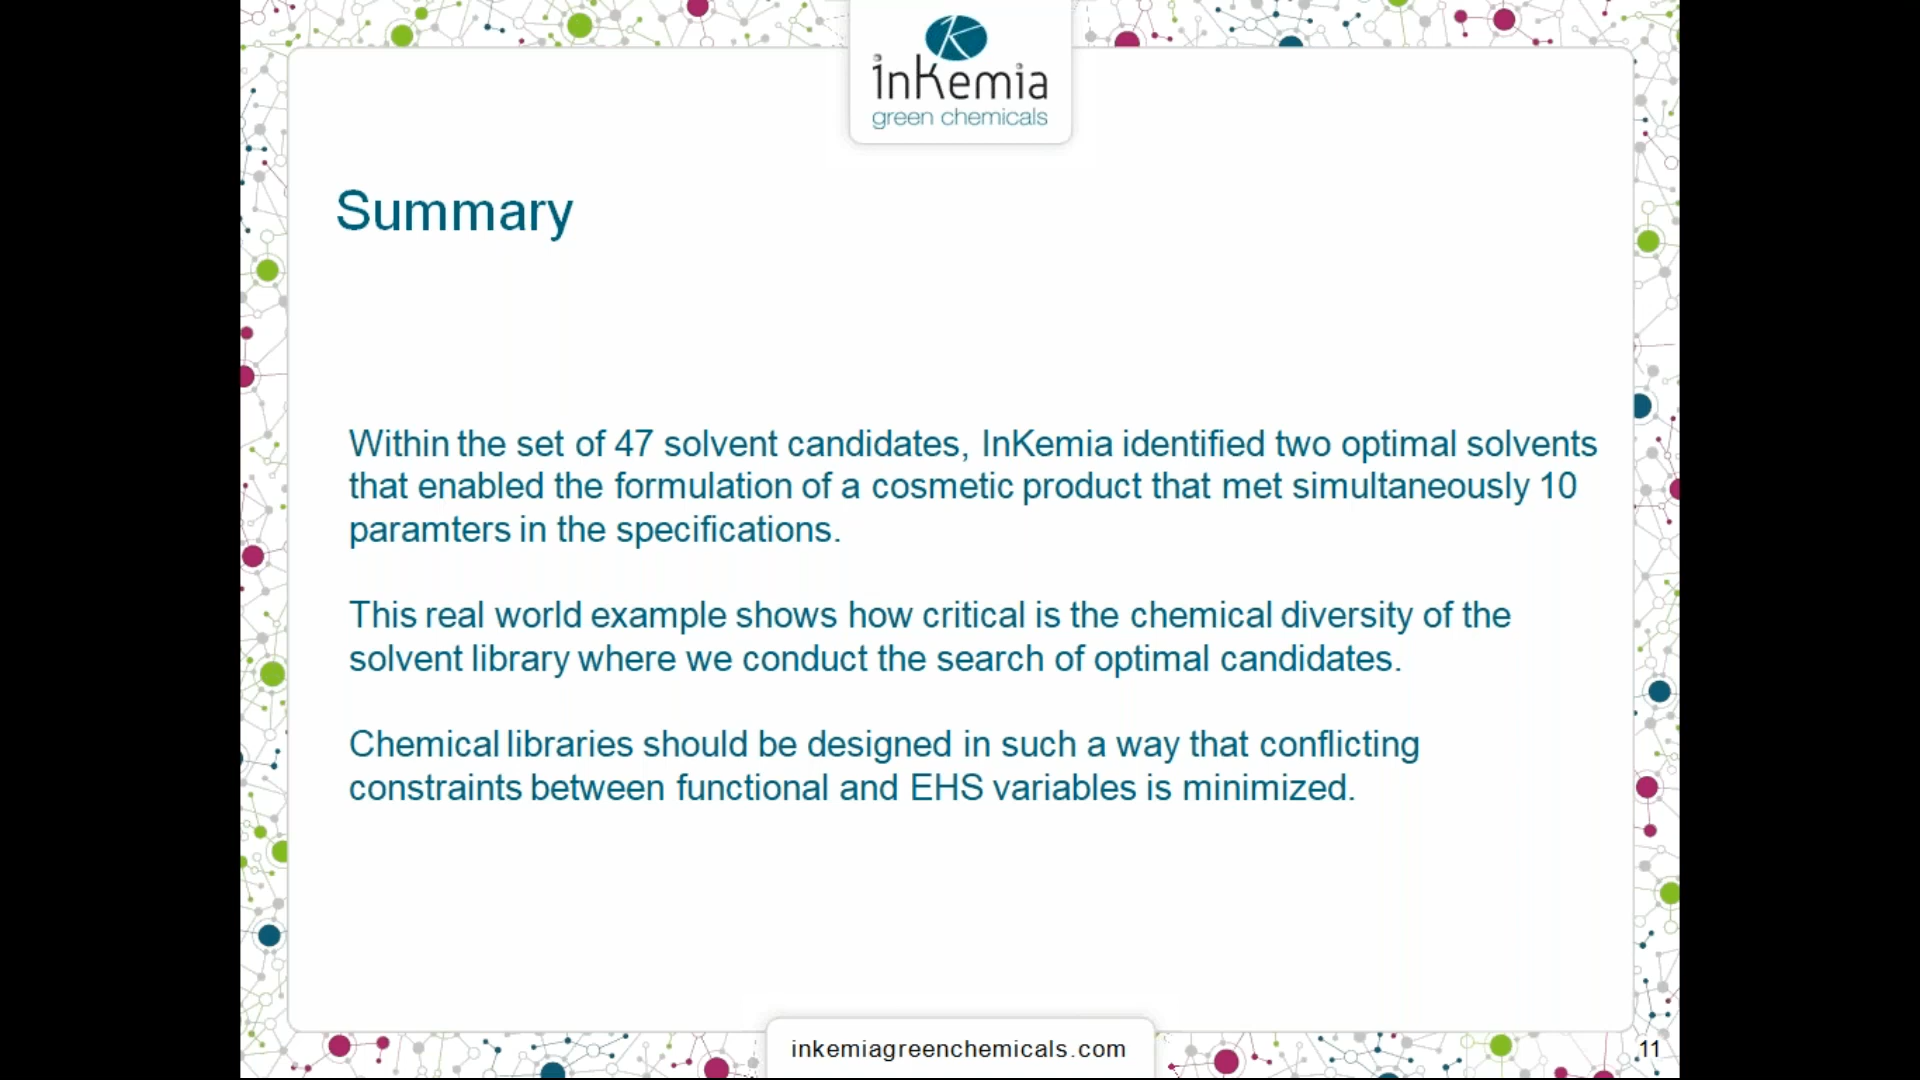 inKemia
green chemicals
Summary
Within the set of 47 solvent candidates, InKemia identified two optimal solvents
that enabled the formulation of a cosmetic product that met simultaneously 10
paramters in the specifications.
This real world example shows how critical is the chemical diversity of the
solvent library where we conduct the search of optimal candidates.
Chemical libraries should be designed in such a way that conflicting
constraints between functional and EHS variables is minimized.
inkemiagreenchemicals.com
11